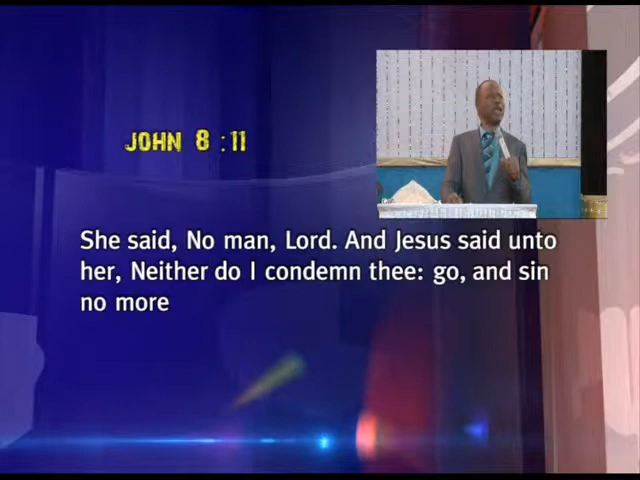 JOHN 8 :11
She said, No man, Lord. And Jesus said unto
her, Neither do I condemn thee: go, and sin
no more